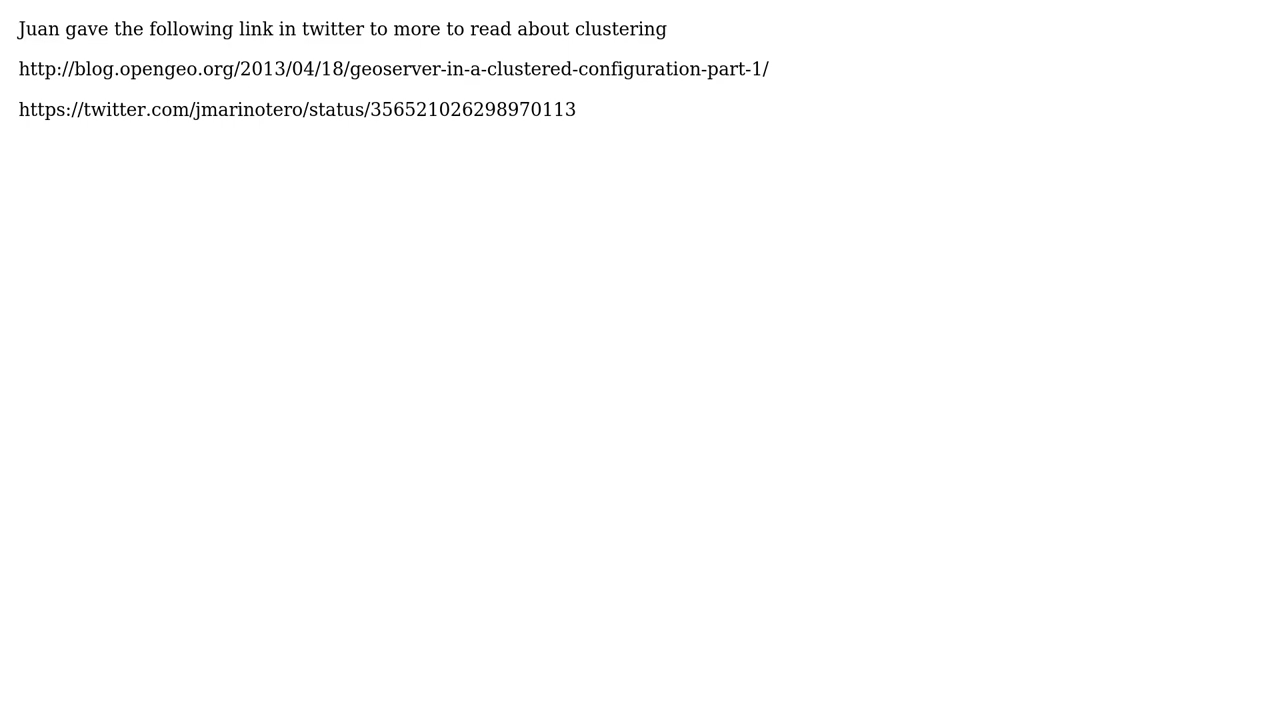 Juan gave the following link in twitter to more to read about clustering
http://blog.opengeo.org/2013/04/18/geoserver-in-a-clustered-configuration-part-1/
https://twitter.com/jmarinotero/status/356521026298970113